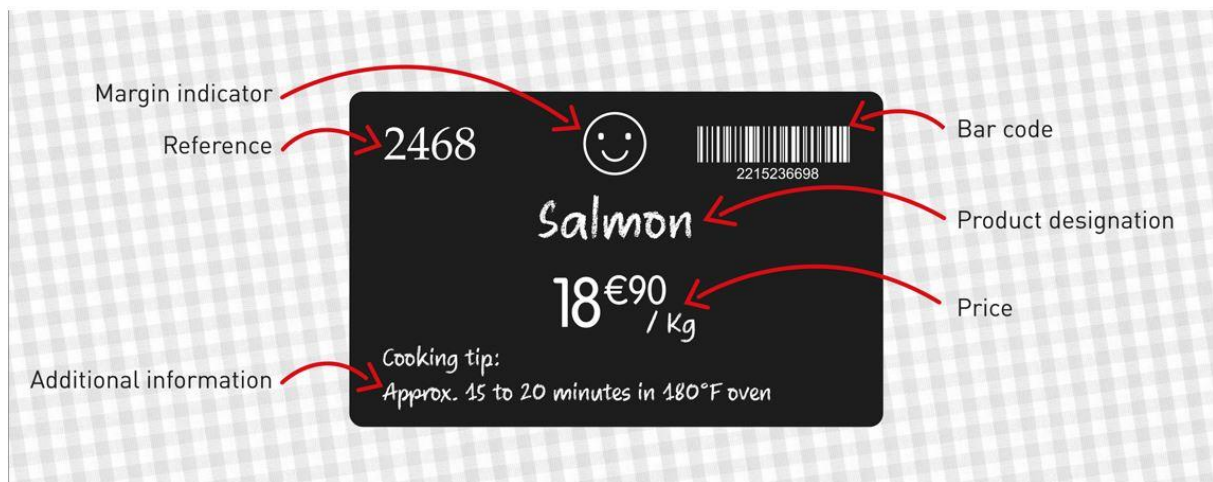 Margin indicator
Reference
2468
2215236698
Bar code
Salmon
Product designation
18€90
/ Kg
Price
Cooking tip:
Additional information
Approx. 15 to 20 minutes in 180°F oven